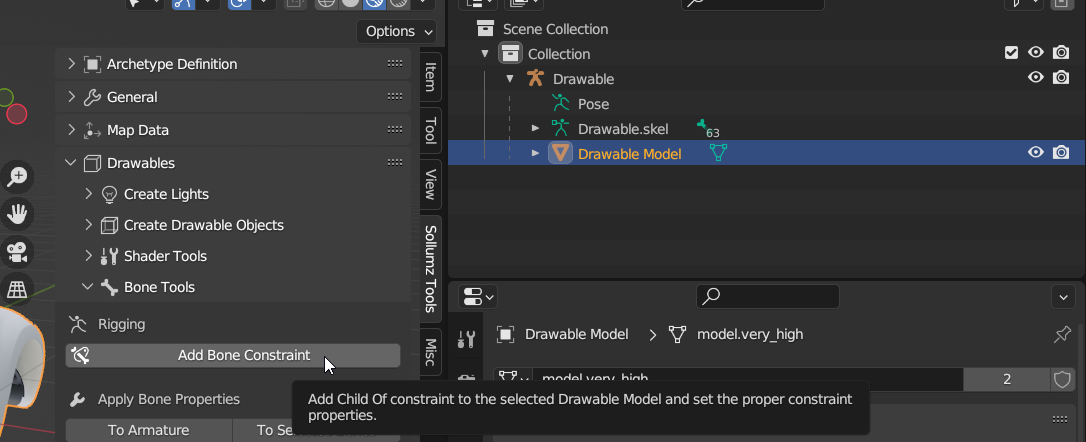 Options
Archetype Definition
General
Map Data
Drawables
Create Lights
Create Drawable Objects
Shader Tools
Bone Tools
Rigging
Add Bone Constraint
Apply Bone Properties
To Armature
Item
Tool
View
Sollumz Tools
Misc
Scene Collection
Collection
Drawable
Pose
Drawable.skel 63
Drawable Model
Drawable Model model.very_high
model.very_high 2
Add Child Of constraint to the selected Drawable Model and set the proper constraint
properties.